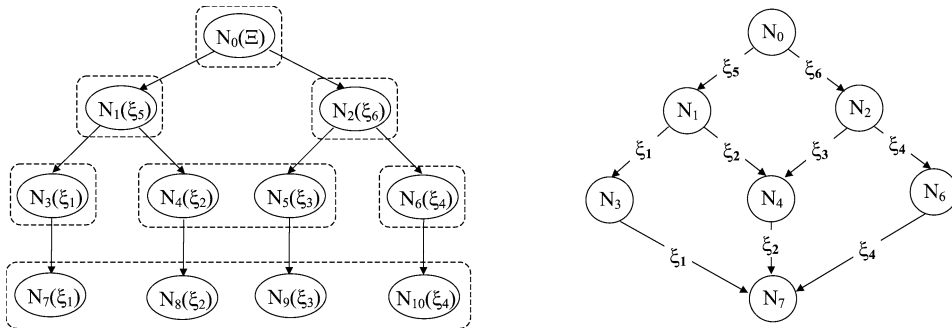 N₀(Ξ)
N₁(ξ₅)
N₂(ξ₆)
N₃(ξ₁)
N₄(ξ₂)
N₅(ξ₃)
N₆(ξ₄)
N₇(ξ₁)
N₈(ξ₂)
N₉(ξ₃)
N₁₀(ξ₄)
N₀
ξ₅
ξ₆
N₁
N₂
ξ₁
ξ₂
ξ₃
ξ₄
N₃
N₄
N₆
ξ₁
ξ₂
ξ₄
N₇